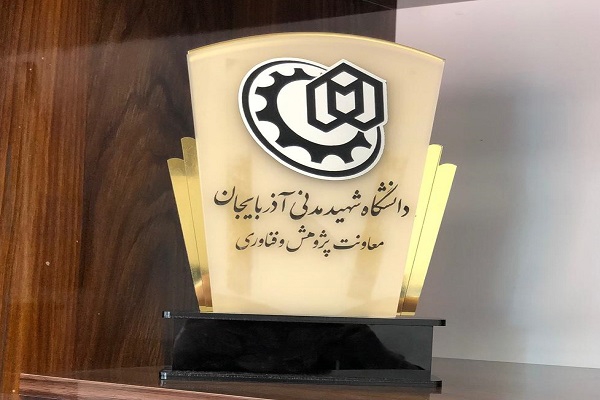 دانشگاه شهید مدنی آذربایجان
معاونت پژوهش و فناوری